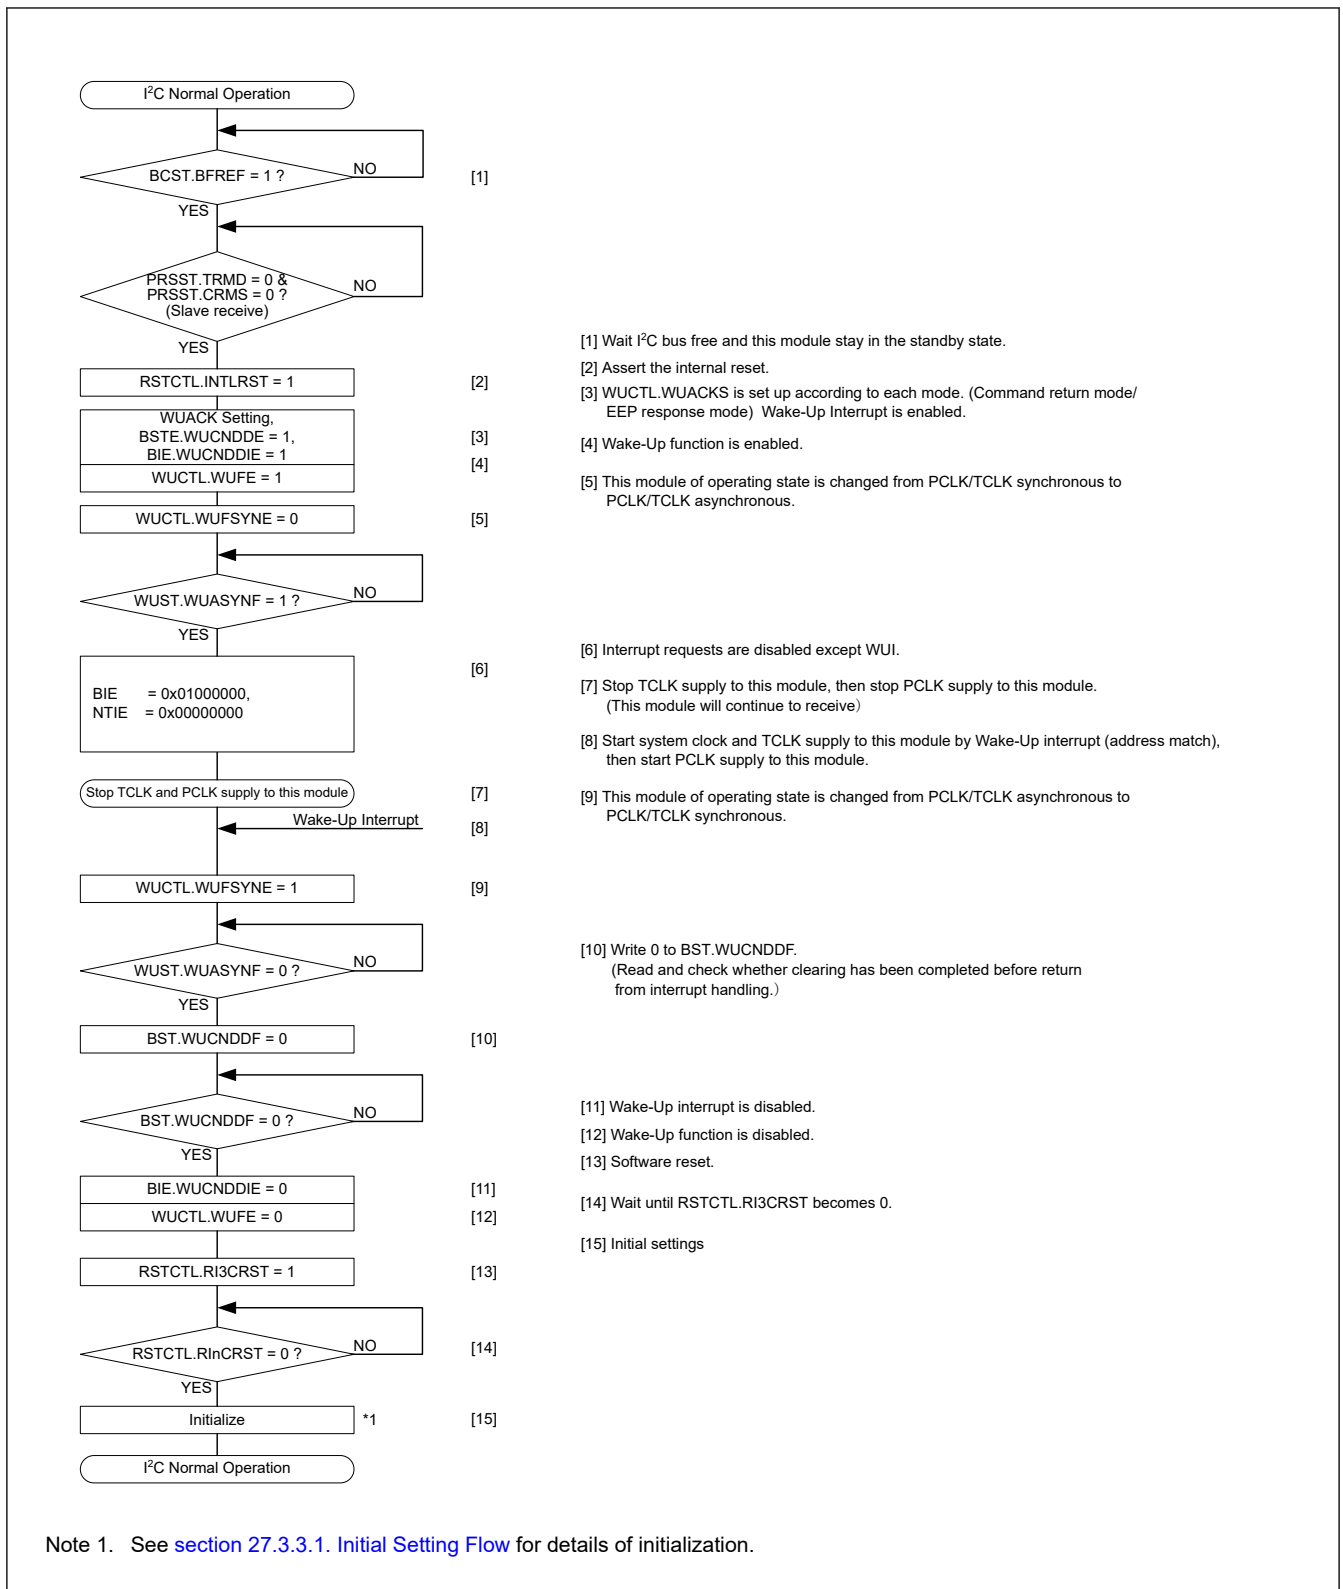 I²C Normal Operation
BCST.BFREF = 1 ?
NO
[1]
YES
PRSST.TRMD = 0 &
PRSST.CRMS = 0 ?
(Slave receive)
NO
YES
RSTCTL.INTLRST = 1
[2]
WUACK Setting,
BSTE.WUCNDDE = 1,
BIE.WUCNDDIE = 1
[3]
WUCTL.WUFE = 1
[4]
WUCTL.WUFSYNE = 0
[5]
WUST.WUASYNF = 1 ?
NO
YES
BIE = 0x01000000,
NTIE = 0x00000000
[6]
Stop TCLK and PCLK supply to this module
[7]
Wake-Up Interrupt
[8]
WUCTL.WUFSYNE = 1
[9]
WUST.WUASYNF = 0 ?
NO
YES
BST.WUCNDDF = 0
[10]
BST.WUCNDDF = 0 ?
NO
YES
BIE.WUCNDDIE = 0
[11]
WUCTL.WUFE = 0
[12]
RSTCTL.RI3CRST = 1
[13]
RSTCTL.RInCRST = 0 ?
NO
[14]
YES
Initialize
*1
[15]
I²C Normal Operation
[1] Wait I²C bus free and this module stay in the standby state.
[2] Assert the internal reset.
[3] WUCTL.WUACKS is set up according to each mode. (Command return mode/
EEP response mode) Wake-Up Interrupt is enabled.
[4] Wake-Up function is enabled.
[5] This module of operating state is changed from PCLK/TCLK synchronous to
PCLK/TCLK asynchronous.
[6] Interrupt requests are disabled except WUI.
[7] Stop TCLK supply to this module, then stop PCLK supply to this module.
(This module will continue to receive）
[8] Start system clock and TCLK supply to this module by Wake-Up interrupt (address match),
then start PCLK supply to this module.
[9] This module of operating state is changed from PCLK/TCLK asynchronous to
PCLK/TCLK synchronous.
[10] Write 0 to BST.WUCNDDF.
(Read and check whether clearing has been completed before return
from interrupt handling.）
[11] Wake-Up interrupt is disabled.
[12] Wake-Up function is disabled.
[13] Software reset.
[14] Wait until RSTCTL.RI3CRST becomes 0.
[15] Initial settings
Note 1. See section 27.3.3.1. Initial Setting Flow for details of initialization.